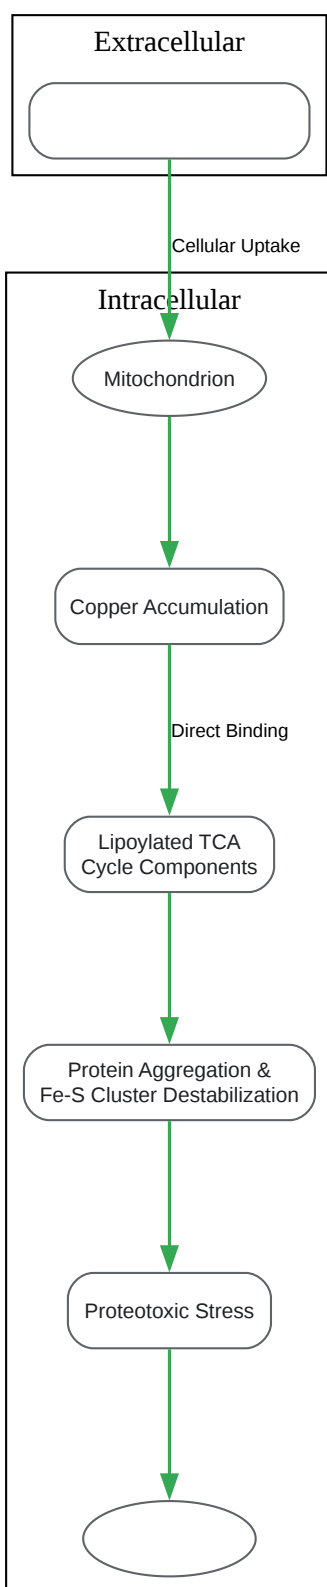 Extracellular
Cellular Uptake
Intracellular
Mitochondrion
Copper Accumulation
Direct Binding
Lipoylated TCA
Cycle Components
Protein Aggregation &
Fe-S Cluster Destabilization
Proteotoxic Stress